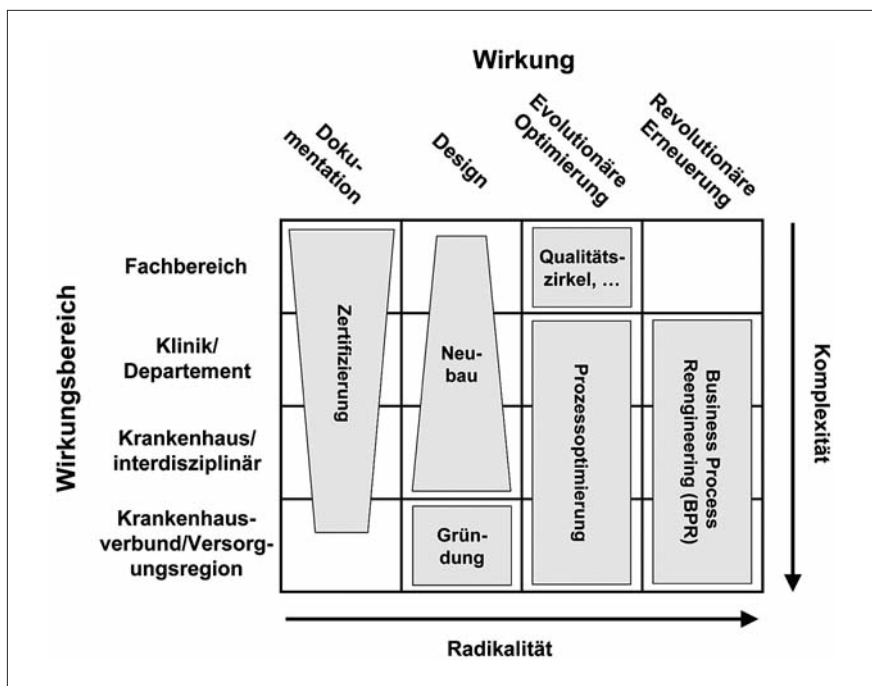 Wirkung
Doku-
mentation
Design
Evolutionäre
Optimierung
Revolutionäre
Erneuerung
Wirkungsbereich
Fachbereich
Klinik/
Departement
Krankenhaus/
interdisziplinär
Krankenhaus-
verbund/Versorg-
ungsregion
Zertifizierung
Neu-
bau
Grün-
dung
Qualitäts-
zirkel, …
Prozessoptimierung
Business Process
Reengineering (BPR)
Komplexität
Radikalität